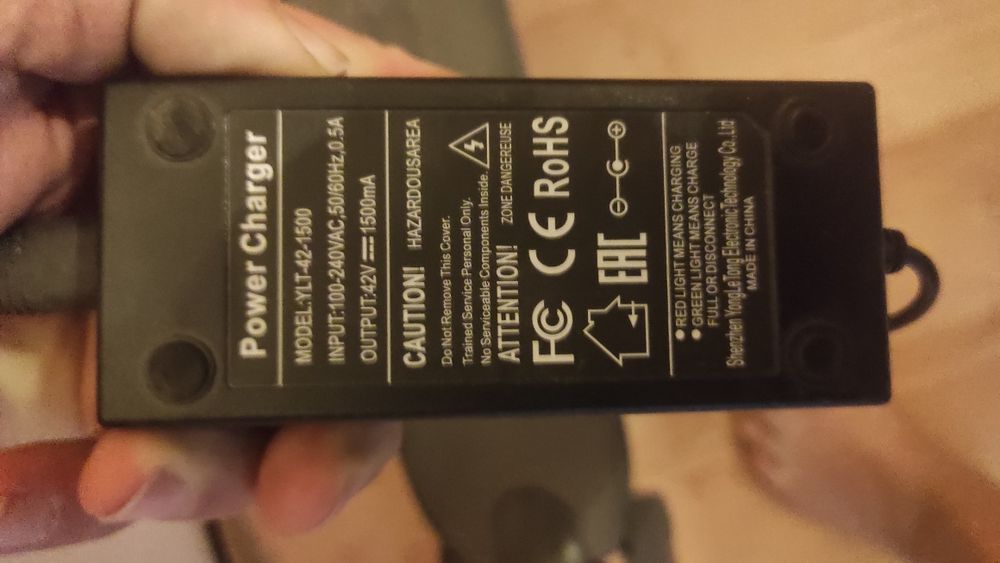 Power Charger
MODEL:YLT-42-1500
INPUT:100-240VAC,50/60Hz,0.5A
OUTPUT:42V⎓1500mA
CAUTION! HAZARDOUSAREA
Do Not Remove This Cover.
Trained Service Personal Only.
No Serviceable Components Inside.
ATTENTION! ZONE DANGEREUSE
FC CE RoHS
EAC
● RED LIGHT MEANS CHARGING
● GREEN LIGHT MEANS CHARGE
FULL OR DISCONNECT
Shenzhen YongLeTong ElectronicTechnology Co.,Ltd
MADE IN CHINA